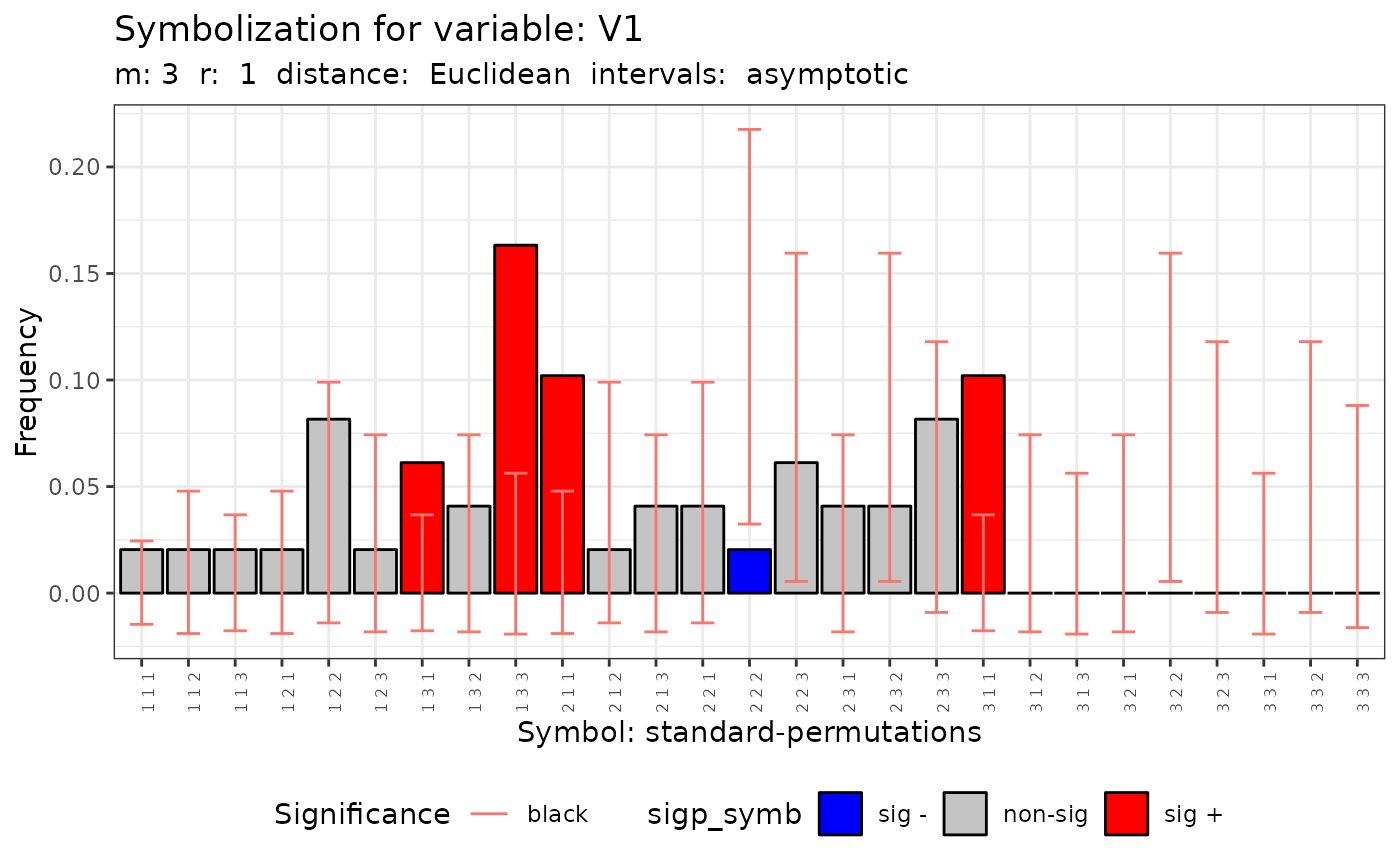 Symbolization for variable: V1
m: 3 r: 1 distance: Euclidean intervals: asymptotic
Frequency
0.20
0.15
0.10
0.05
0.00
1 1 1
1 1 2
1 1 3
1 2 1
1 2 2
1 2 3
1 3 1
1 3 2
1 3 3
2 1 1
2 1 2
2 1 3
2 2 1
2 2 2
2 2 3
2 3 1
2 3 2
2 3 3
3 1 1
3 1 2
3 1 3
3 2 1
3 2 2
3 2 3
3 3 1
3 3 2
3 3 3
Symbol: standard-permutations
Significance black sigp_symb sig - non-sig sig +